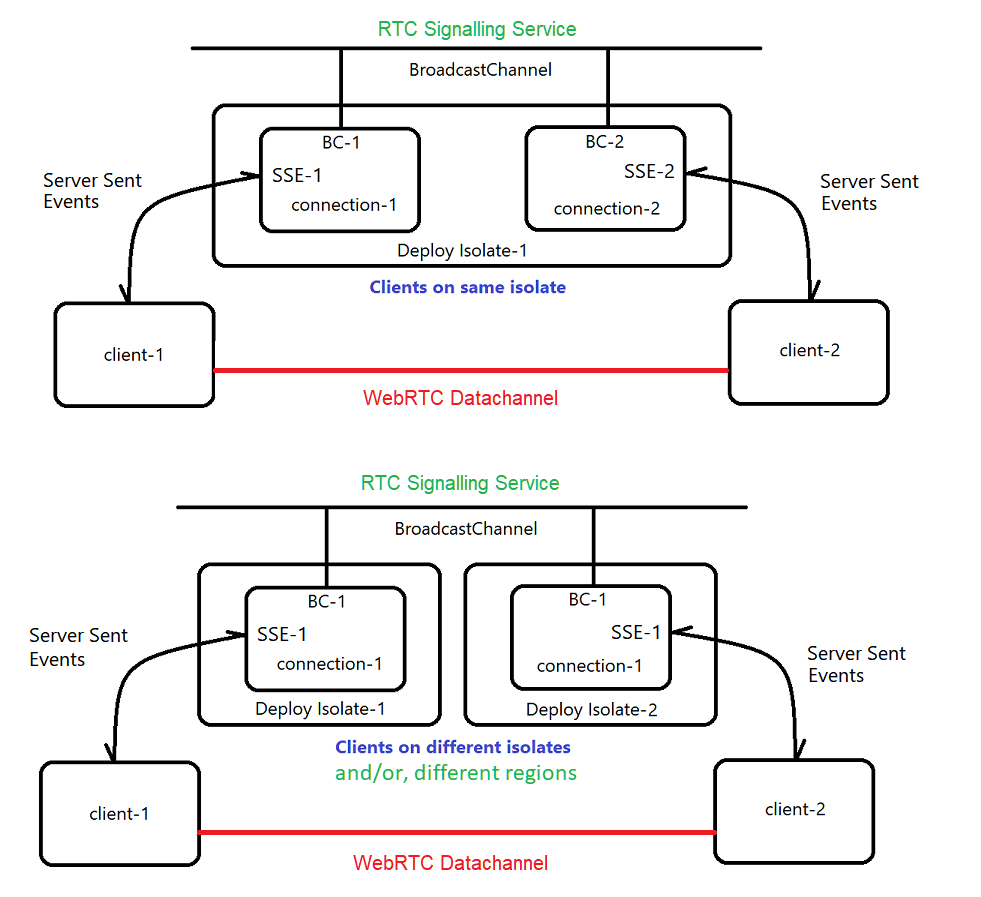 RTC Signalling Service
BroadcastChannel
BC-1
BC-2
SSE-1
SSE-2
Server Sent
Events
Server Sent
Events
connection-1
connection-2
Deploy Isolate-1
Clients on same isolate
client-1
client-2
WebRTC Datachannel
RTC Signalling Service
BroadcastChannel
BC-1
BC-1
Server Sent
Events
SSE-1
SSE-1
Server Sent
Events
connection-1
connection-1
Deploy Isolate-1
Deploy Isolate-2
Clients on different isolates
and/or, different regions
client-1
client-2
WebRTC Datachannel